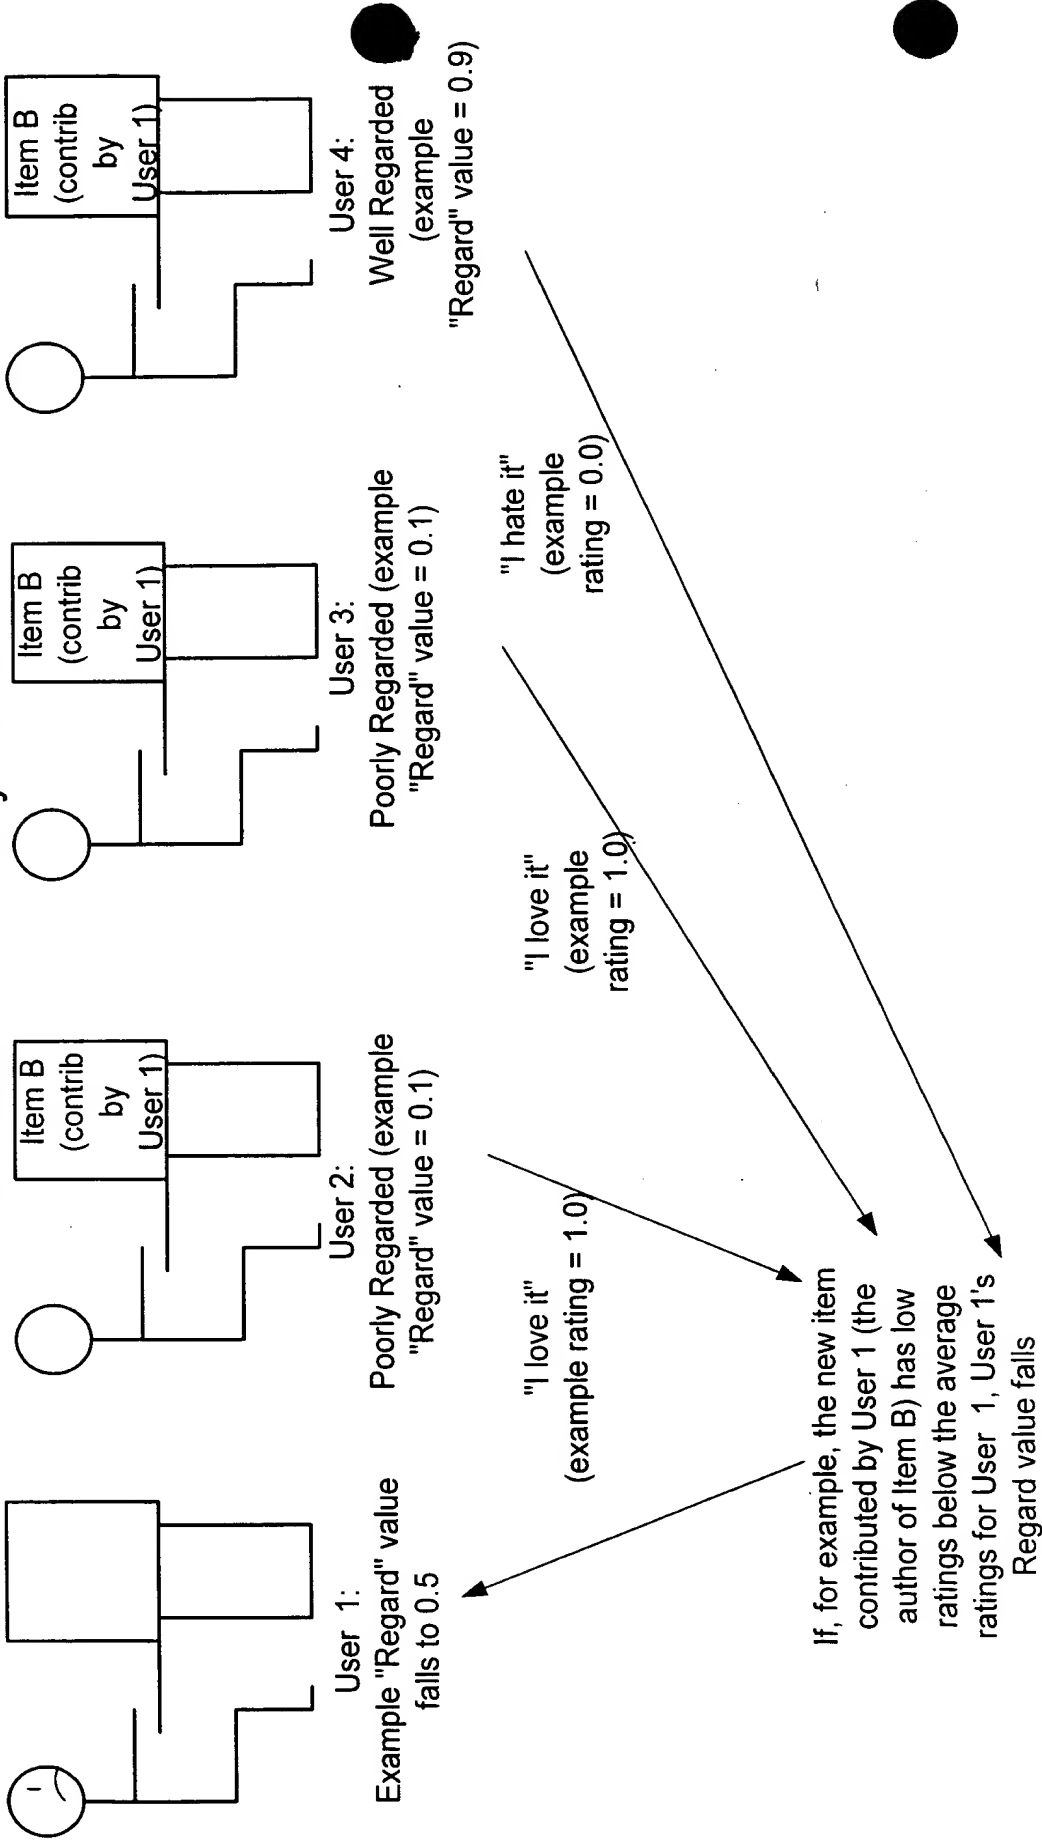 Item B
(contrib
by
User 1)
Item B
(contrib
by
User 1)
Item B
(contrib
by
User 1)
User 1:
Example "Regard" value
falls to 0.5
User 2:
Poorly Regarded (example
"Regard" value = 0.1)
User 3:
Poorly Regarded (example
"Regard" value = 0.1)
User 4:
Well Regarded
(example
"Regard" value = 0.9)
"I love it"
(example rating = 1.0)
"I love it"
(example
rating = 1.0)
"I hate it"
(example
rating = 0.0)
If, for example, the new item
contributed by User 1 (the
author of Item B) has low
ratings below the average
ratings for User 1, User 1's
Regard value falls